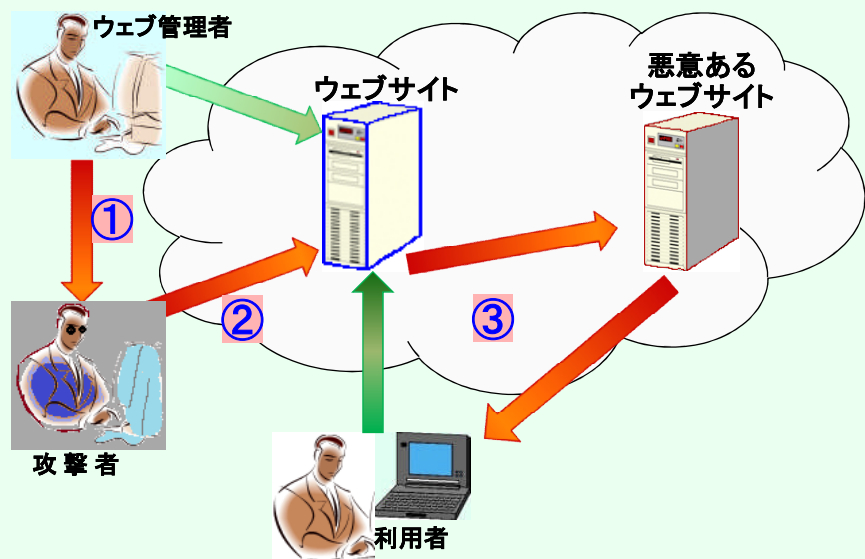 ウェブ管理者
ウェブサイト
悪意ある
ウェブサイト
①
②
③
攻撃者
利用者